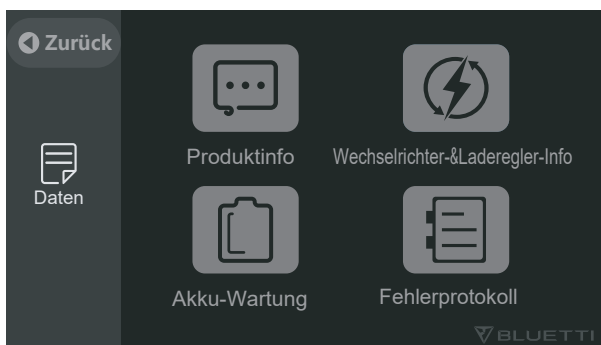 Zurück
Produktinfo
Wechselrichter-&Laderegler-Info
Daten
Akku-Wartung
Fehlerprotokoll
BLUETTI